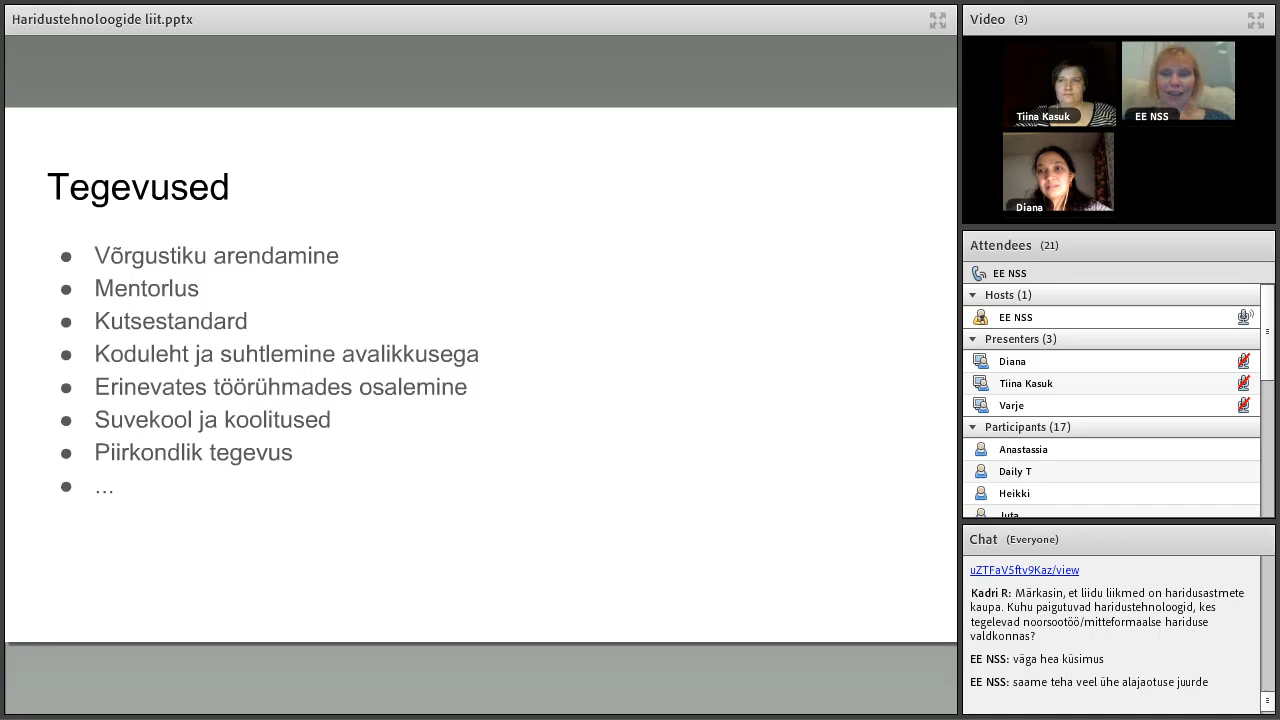 Haridustehnoloogide liit.pptx
Tegevused
● Võrgustiku arendamine
● Mentorlus
● Kutsestandard
● Koduleht ja suhtlemine avalikkusega
● Erinevates töörühmades osalemine
● Suvekool ja koolitused
● Piirkondlik tegevus
● ...
Video (3)
Tiina Kasuk
EE NSS
Diana
Attendees (21)
EE NSS
Hosts (1)
EE NSS
Presenters (3)
Diana
Tiina Kasuk
Varje
Participants (17)
Anastassia
Daily T
Heikki
Juta
Chat (Everyone)
uZTFaV5ftv9Kaz/view
Kadri R: Märkasin, et liidu liikmed on haridusastmete
kaupa. Kuhu paigutuvad haridustehnoloogid, kes
tegelevad noorsootöö/mitteformaalse hariduse
valdkonnas?
EE NSS: väga hea küsimus
EE NSS: saame teha veel ühe alajaotuse juurde